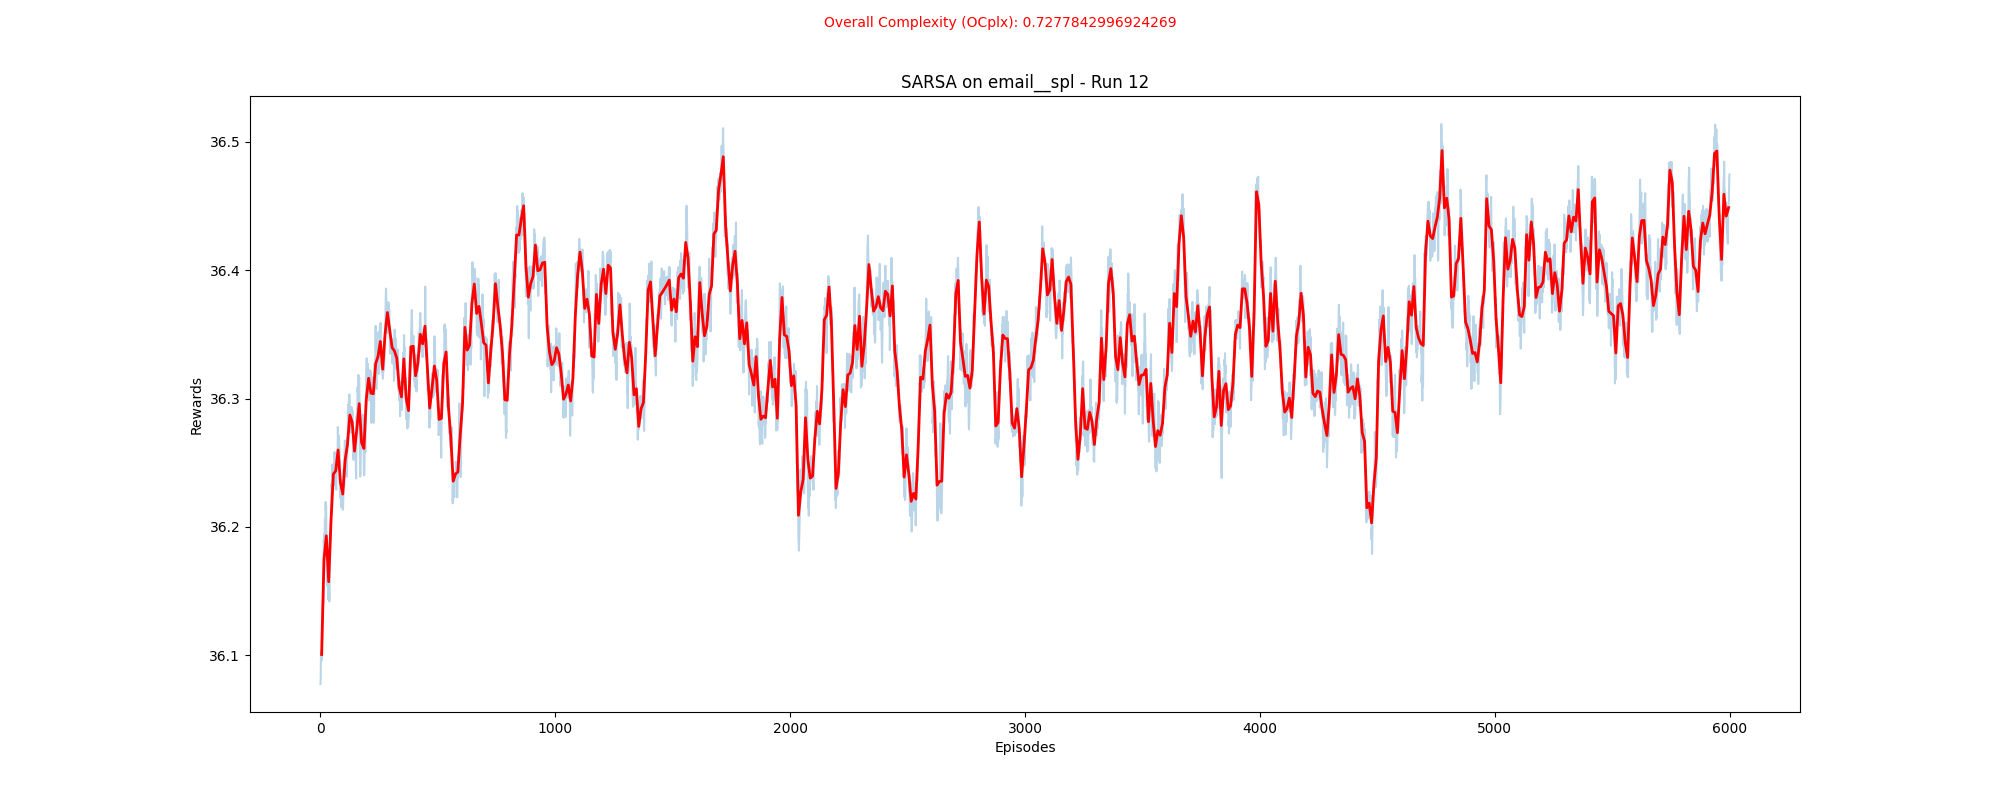 Overall Complexity (OCplx): 0.7277842996924269
SARSA on email__spl - Run 12
36.5
36.4
36.3
36.2
36.1
Rewards
0 1000 2000 3000 4000 5000 6000
Episodes